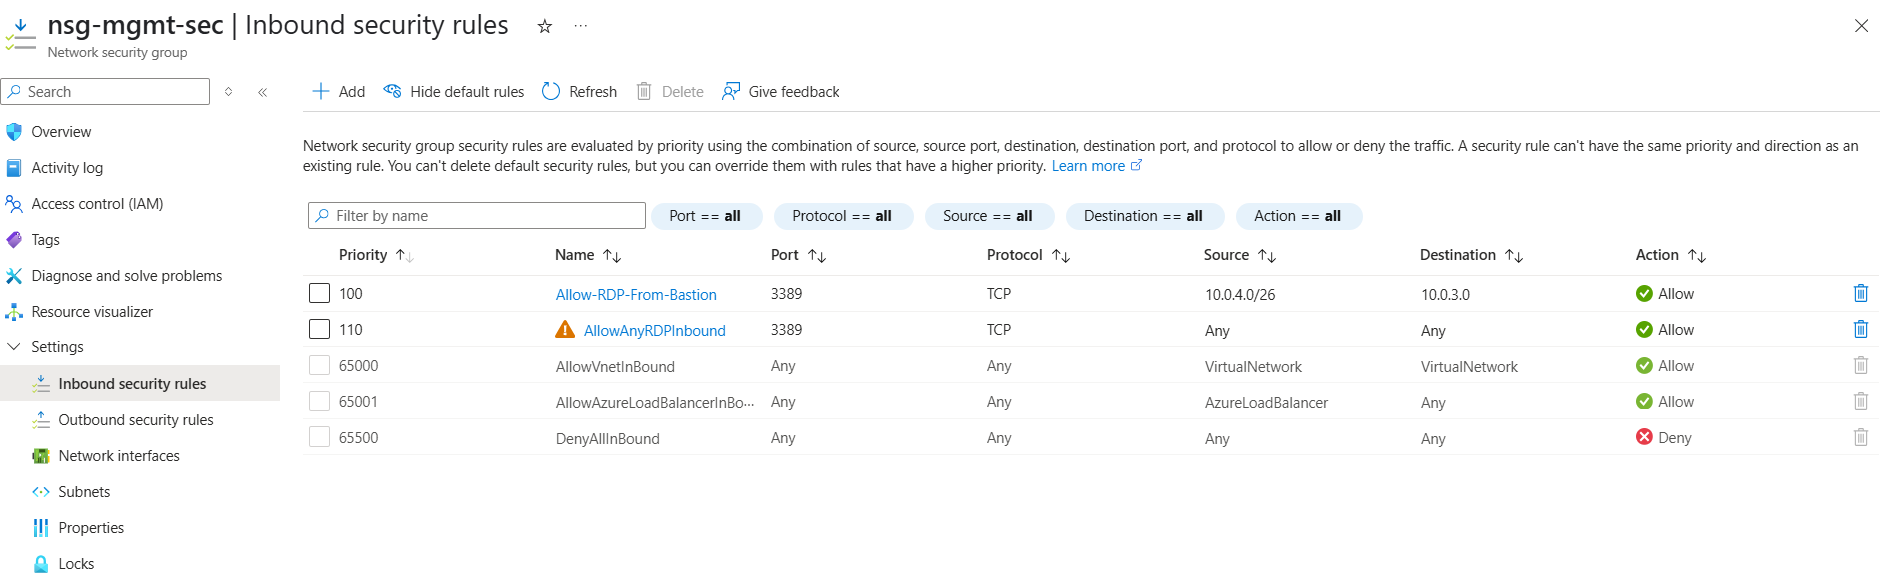 nsg-mgmt-sec | Inbound security rules
Network security group
Search
Add
Hide default rules
Refresh
Delete
Give feedback
Overview
Activity log
Access control (IAM)
Tags
Diagnose and solve problems
Resource visualizer
Settings
Inbound security rules
Outbound security rules
Network interfaces
Subnets
Properties
Locks
Network security group security rules are evaluated by priority using the combination of source, source port, destination, destination port, and protocol to allow or deny the traffic. A security rule can't have the same priority and direction as an
existing rule. You can't delete default security rules, but you can override them with rules that have a higher priority. Learn more
Filter by name
Port == all
Protocol == all
Source == all
Destination == all
Action == all
Priority Name Port Protocol Source Destination Action
100 Allow-RDP-From-Bastion 3389 TCP 10.0.4.0/26 10.0.3.0 Allow
110 AllowAnyRDPInbound 3389 TCP Any Any Allow
65000 AllowVnetInBound Any Any VirtualNetwork VirtualNetwork Allow
65001 AllowAzureLoadBalancerInBo... Any Any AzureLoadBalancer Any Allow
65500 DenyAllInBound Any Any Any Any Deny